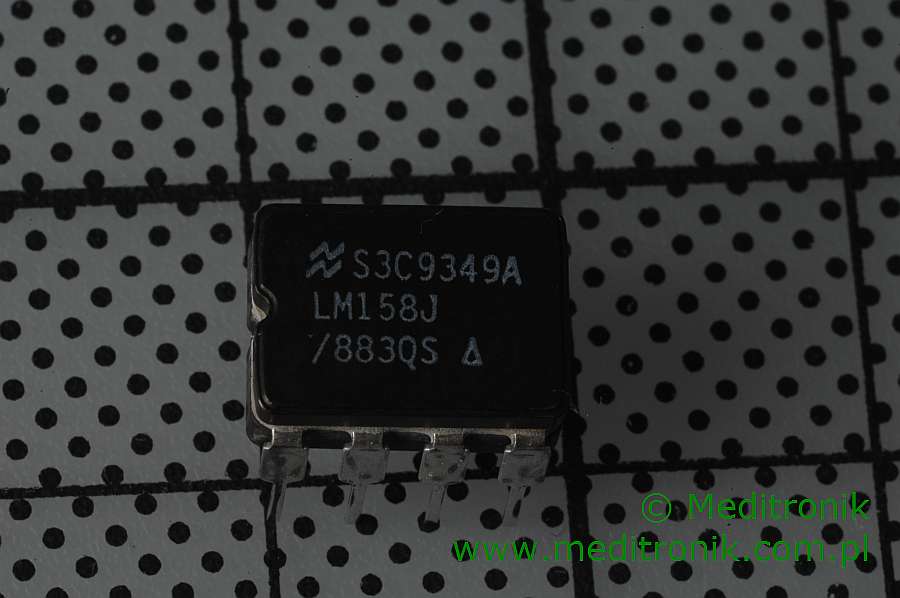 S3C9349A
LM158J
/883QS Δ
© Meditronik
www.meditronik.com.pl